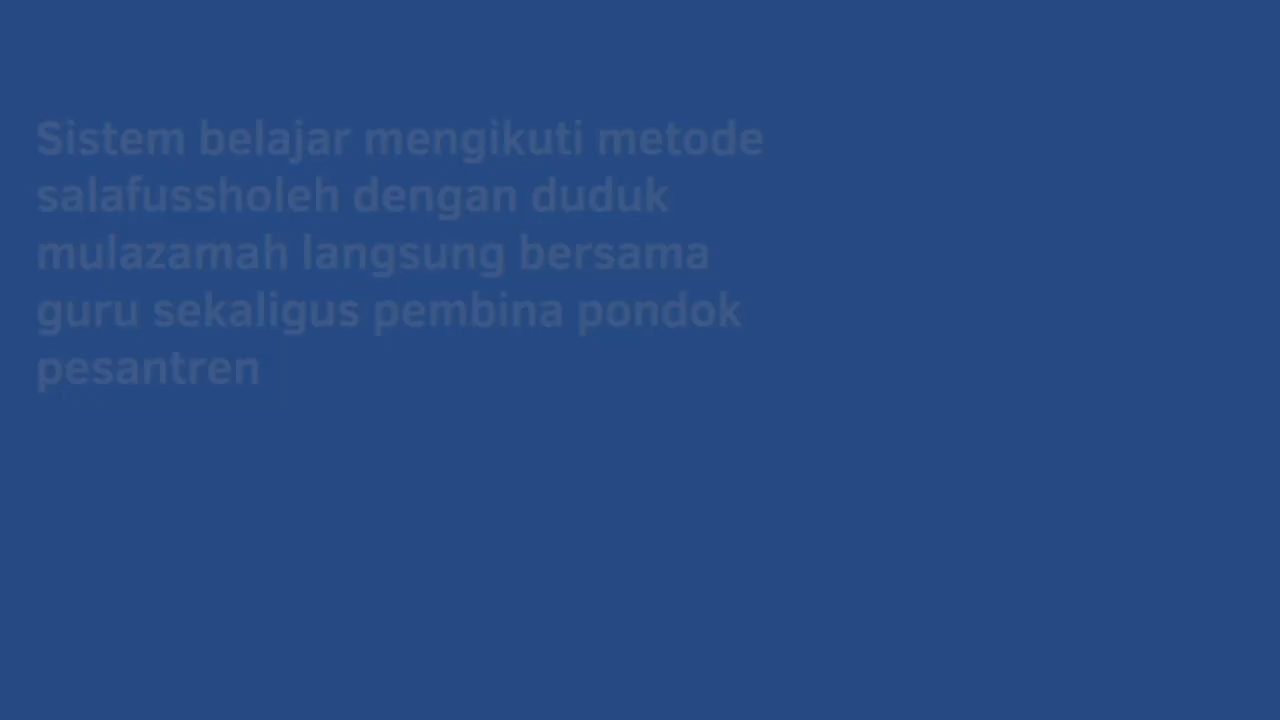 Sistem belajar mengikuti metode
salafussholeh dengan duduk
mulazamah langsung bersama
guru sekaligus pembina pondok
pesantren